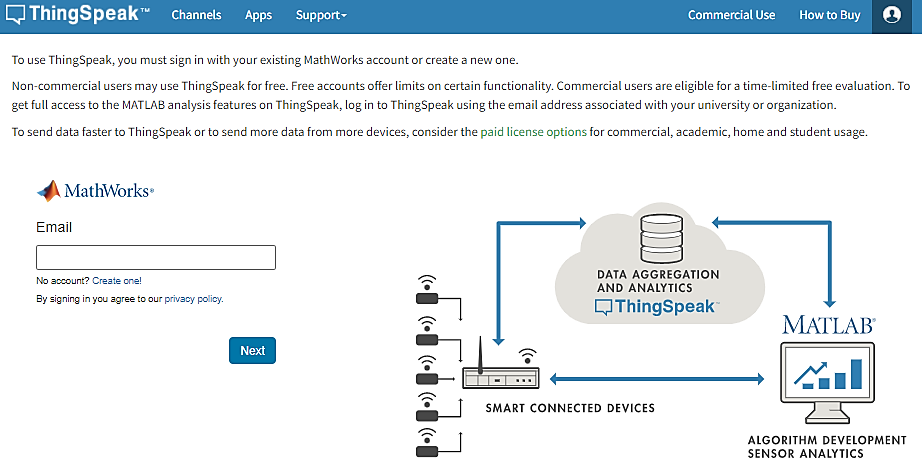 ThingSpeak™ Channels Apps Support Commercial Use How to Buy
To use ThingSpeak, you must sign in with your existing MathWorks account or create a new one.
Non-commercial users may use ThingSpeak for free. Free accounts offer limits on certain functionality. Commercial users are eligible for a time-limited free evaluation. To
get full access to the MATLAB analysis features on ThingSpeak, log in to ThingSpeak using the email address associated with your university or organization.
To send data faster to ThingSpeak or to send more data from more devices, consider the paid license options for commercial, academic, home and student usage.
MathWorks®
Email
No account? Create one!
By signing in you agree to our privacy policy.
Next
DATA AGGREGATION
AND ANALYTICS
ThingSpeak™
MATLAB®
SMART CONNECTED DEVICES
ALGORITHM DEVELOPMENT
SENSOR ANALYTICS